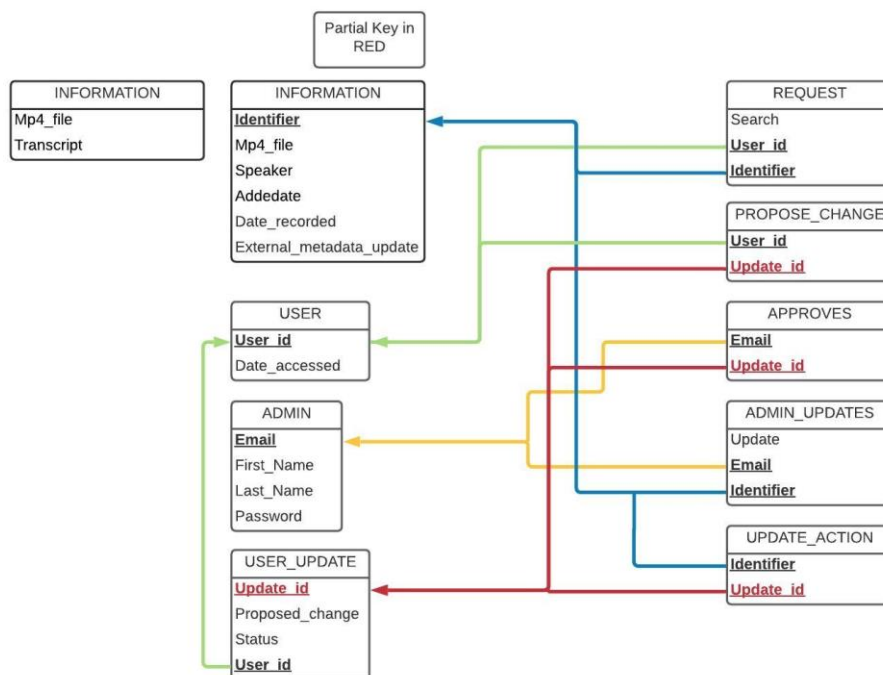 Partial Key in
RED
INFORMATION
Mp4_file
Transcript
INFORMATION
Identifier
Mp4_file
Speaker
Addedate
Date_recorded
External_metadata_update
USER
User_id
Date_accessed
ADMIN
Email
First_Name
Last_Name
Password
USER_UPDATE
Update_id
Proposed_change
Status
User_id
REQUEST
Search
User_id
Identifier
PROPOSE_CHANGE
User_id
Update_id
APPROVES
Email
Update_id
ADMIN_UPDATES
Update
Email
Identifier
UPDATE_ACTION
Identifier
Update_id